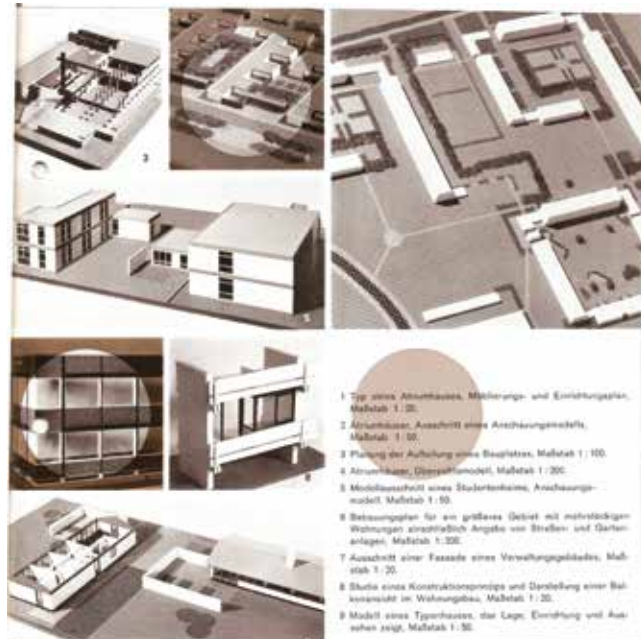 3
8
1 Typ eines Atriumhauses, Möblierungs- und Einrichtungsplan,
Maßstab 1 : 20.
2 Atriumhäuser, Ausschnitt eines Anschauungsmodells,
Maßstab 1 : 50.
3 Planung der Aufteilung eines Bauplatzes, Maßstab 1 : 100.
4 Atriumhäuser, Übersichtsmodell, Maßstab 1 : 200.
5 Modellausschnitt eines Studentenheims, Anschauungs-
modell, Maßstab 1 : 50.
6 Bebauungsplan für ein größeres Gebiet mit mehrstöckigen
Wohnungen einschließlich Angabe von Straßen- und Garten-
anlagen, Maßstab 1 : 200.
7 Ausschnitt einer Fassade eines Verwaltungsgebäudes, Maß-
stab 1 : 20.
8 Studie eines Konstruktionsprinzips und Darstellung einer Bal-
konansicht im Wohnungsbau, Maßstab 1 : 20.
9 Modell eines Typenhauses, das Lage, Einrichtung und Aus-
sehen zeigt, Maßstab 1 : 50.